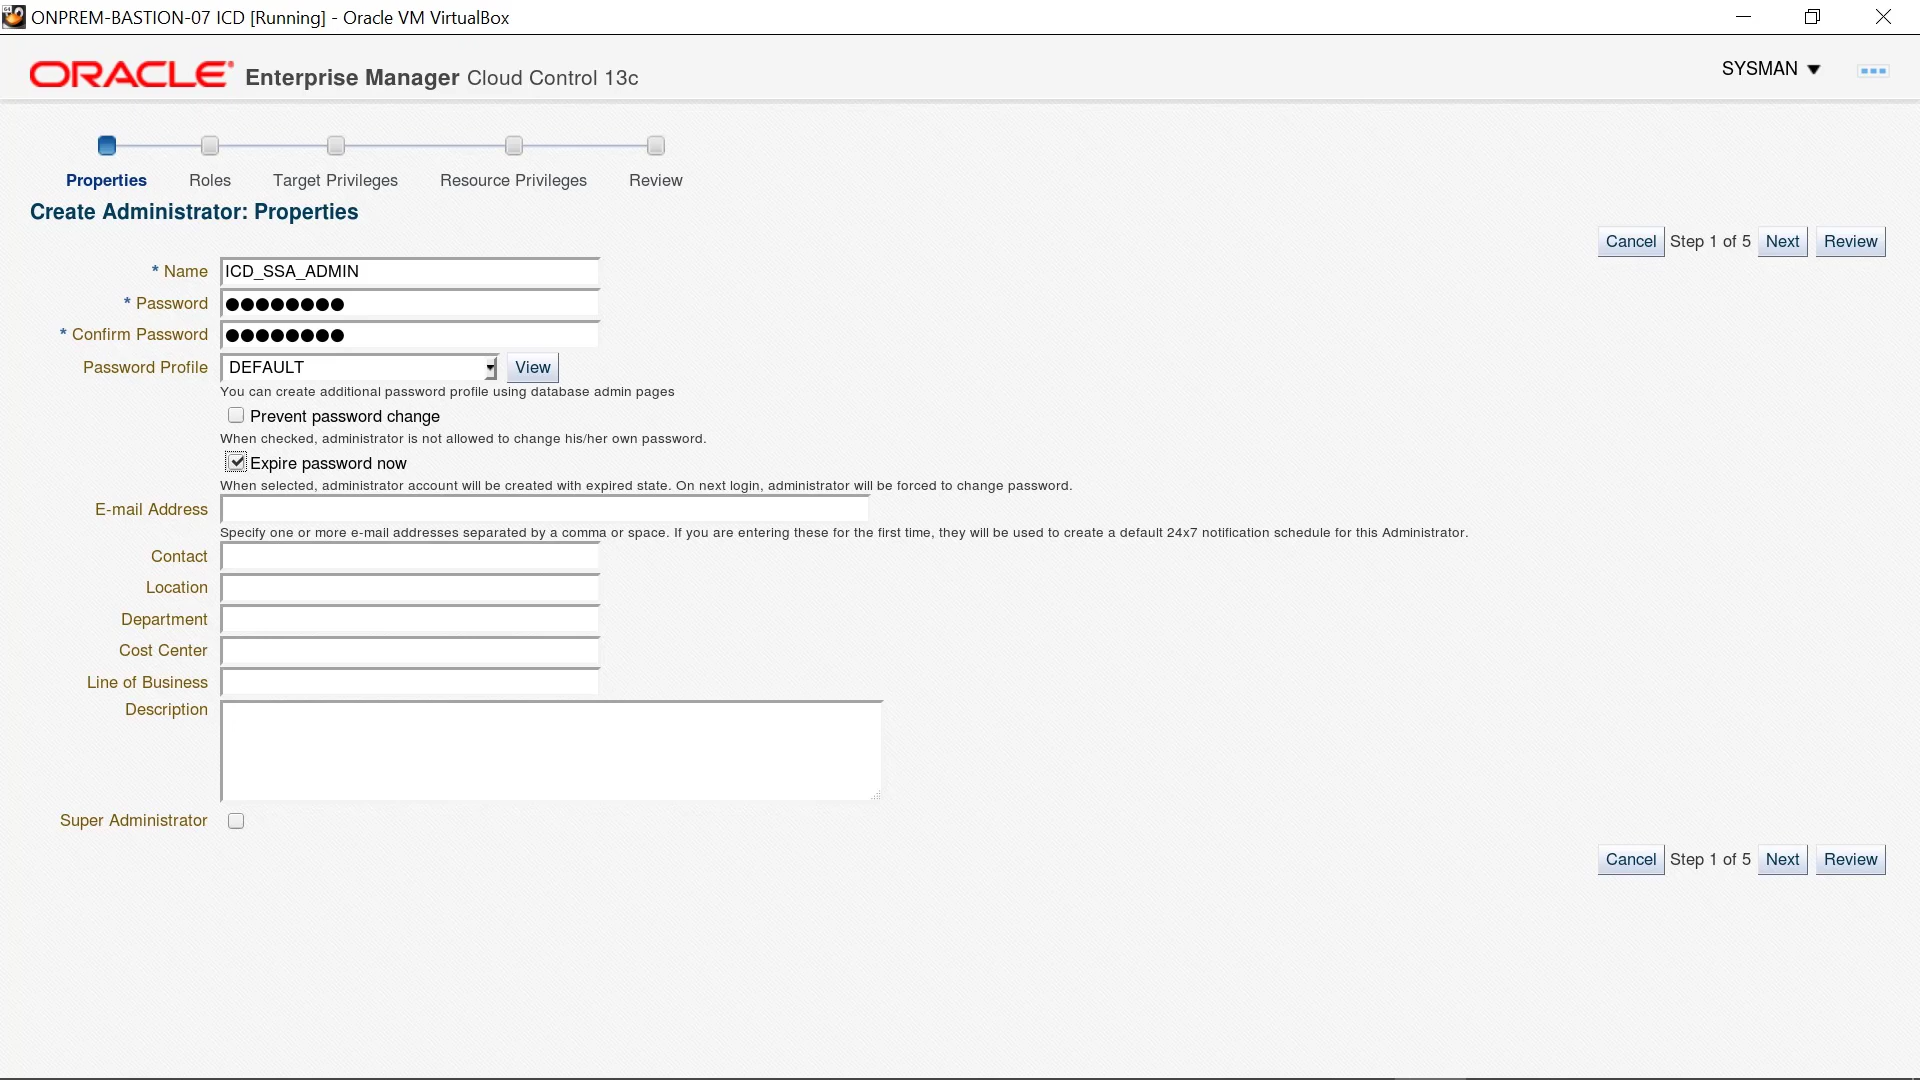 ONPREM-BASTION-07 ICD [Running] - Oracle VM VirtualBox
ORACLE Enterprise Manager Cloud Control 13c
SYSMAN
Properties Roles Target Privileges Resource Privileges Review
Create Administrator: Properties
Cancel Step 1 of 5 Next Review
* Name ICD_SSA_ADMIN
* Password ●●●●●●●●
* Confirm Password ●●●●●●●●
Password Profile DEFAULT View
You can create additional password profile using database admin pages
Prevent password change
When checked, administrator is not allowed to change his/her own password.
Expire password now
When selected, administrator account will be created with expired state. On next login, administrator will be forced to change password.
E-mail Address
Specify one or more e-mail addresses separated by a comma or space. If you are entering these for the first time, they will be used to create a default 24x7 notification schedule for this Administrator.
Contact
Location
Department
Cost Center
Line of Business
Description
Super Administrator
Cancel Step 1 of 5 Next Review